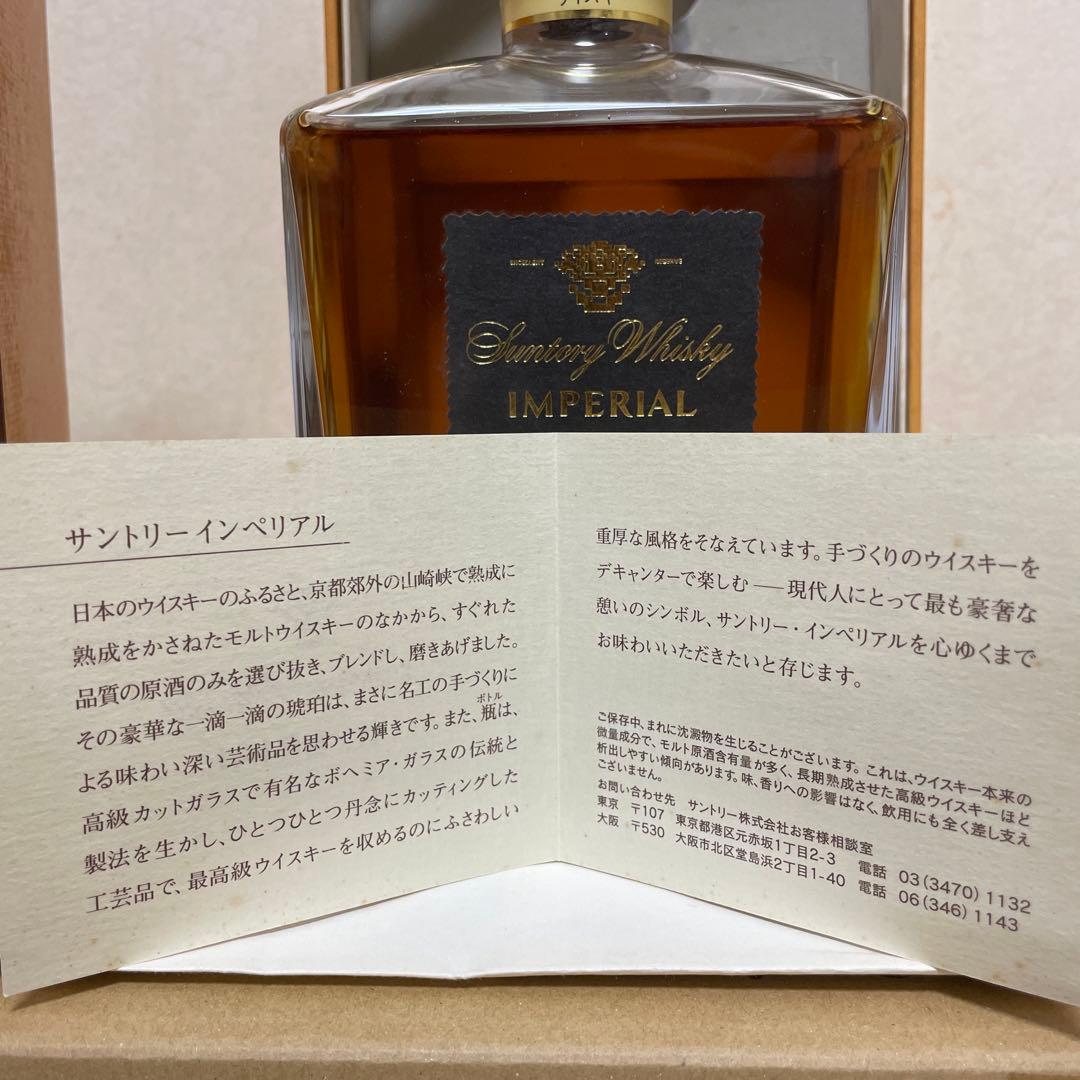 ウイスキー
Suntory Whisky
IMPERIAL
サントリーインペリアル
日本のウイスキーのふるさと、京都郊外の山崎峡で熟成に
熟成をかさねたモルトウイスキーのなかから、すぐれた
品質の原酒のみを選び抜き、ブレンドし、磨きあげました。
その豪華な一滴一滴の琥珀は、まさに名工の手づくりに
よる味わい深い芸術品を思わせる輝きです。また、瓶は、
ボトル
高級カットガラスで有名なボヘミア・ガラスの伝統と
製法を生かし、ひとつひとつ丹念にカッティングした
工芸品で、最高級ウイスキーを収めるのにふさわしい
重厚な風格をそなえています。手づくりのウイスキーを
デキャンターで楽しむ──現代人にとって最も豪奢な
憩いのシンボル、サントリー・インペリアルを心ゆくまで
お味わいいただきたいと存じます。
ご保存中、まれに沈澱物を生じることがございます。これは、ウイスキー本来の
微量成分で、モルト原酒含有量が多く、長期熟成させた高級ウイスキーほど
析出しやすい傾向があります。味、香りへの影響はなく、飲用にも全く差し支え
ございません。
お問い合わせ先 サントリー株式会社お客様相談室
東京 〒107 東京都港区元赤坂1丁目2-3 電話 03(3470)1132
大阪 〒530 大阪市北区堂島浜2丁目1-40 電話 06(346)1143